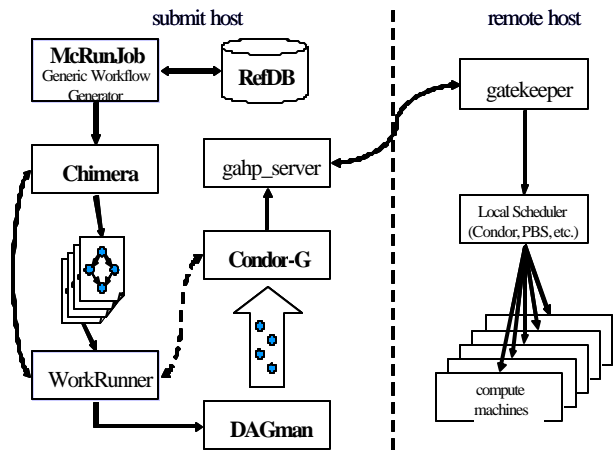 submit host
remote host
McRunJob
Generic Workflow
Generator
RefDB
gatekeeper
gahp_server
Chimera
Local Scheduler
(Condor, PBS, etc.)
Condor-G
WorkRunner
compute
machines
DAGman